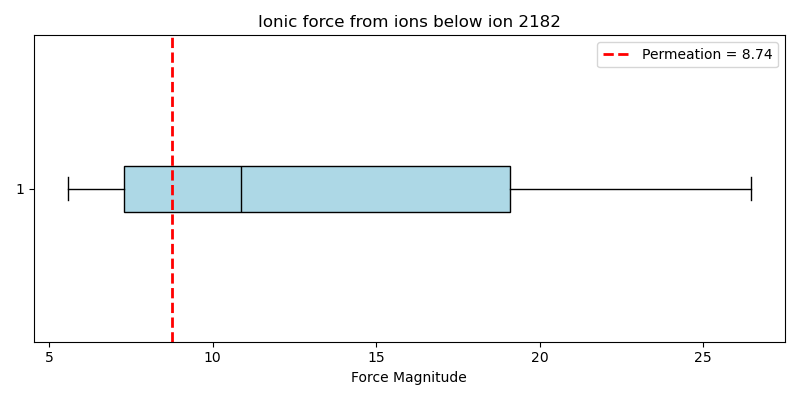 Ionic force from ions below ion 2182
Permeation = 8.74
1
5 10 15 20 25
Force Magnitude